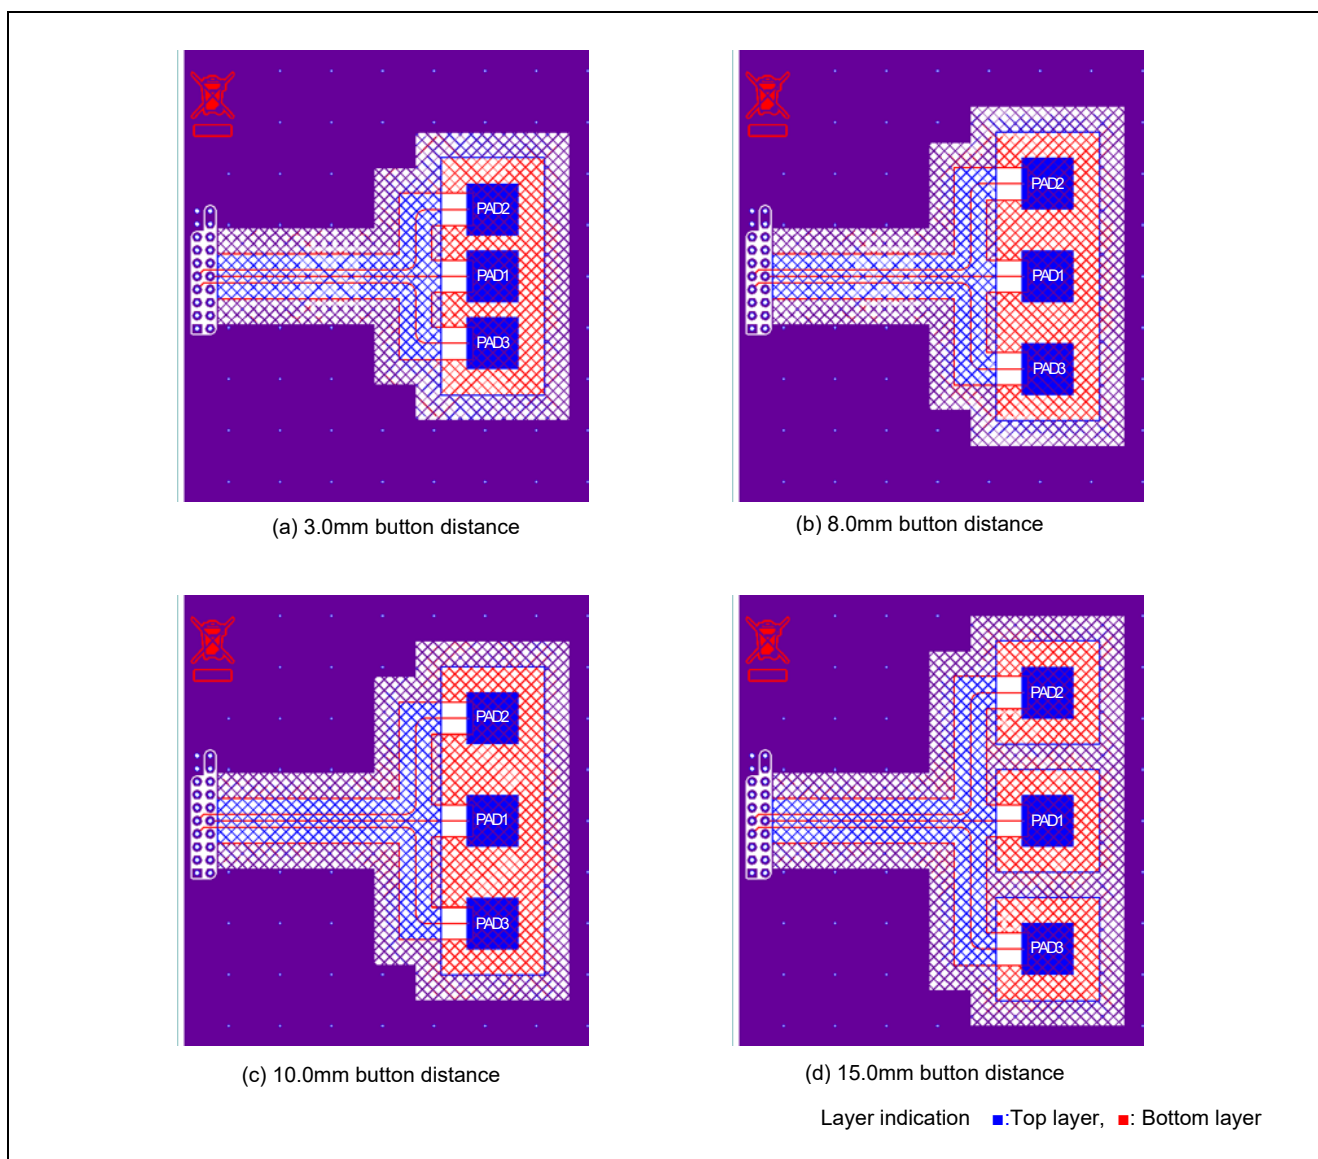 PAD2
PAD1
PAD3
(a) 3.0mm button distance
PAD2
PAD1
PAD3
(b) 8.0mm button distance
PAD2
PAD1
PAD3
(c) 10.0mm button distance
PAD2
PAD1
PAD3
(d) 15.0mm button distance
Layer indication ■:Top layer, ■: Bottom layer